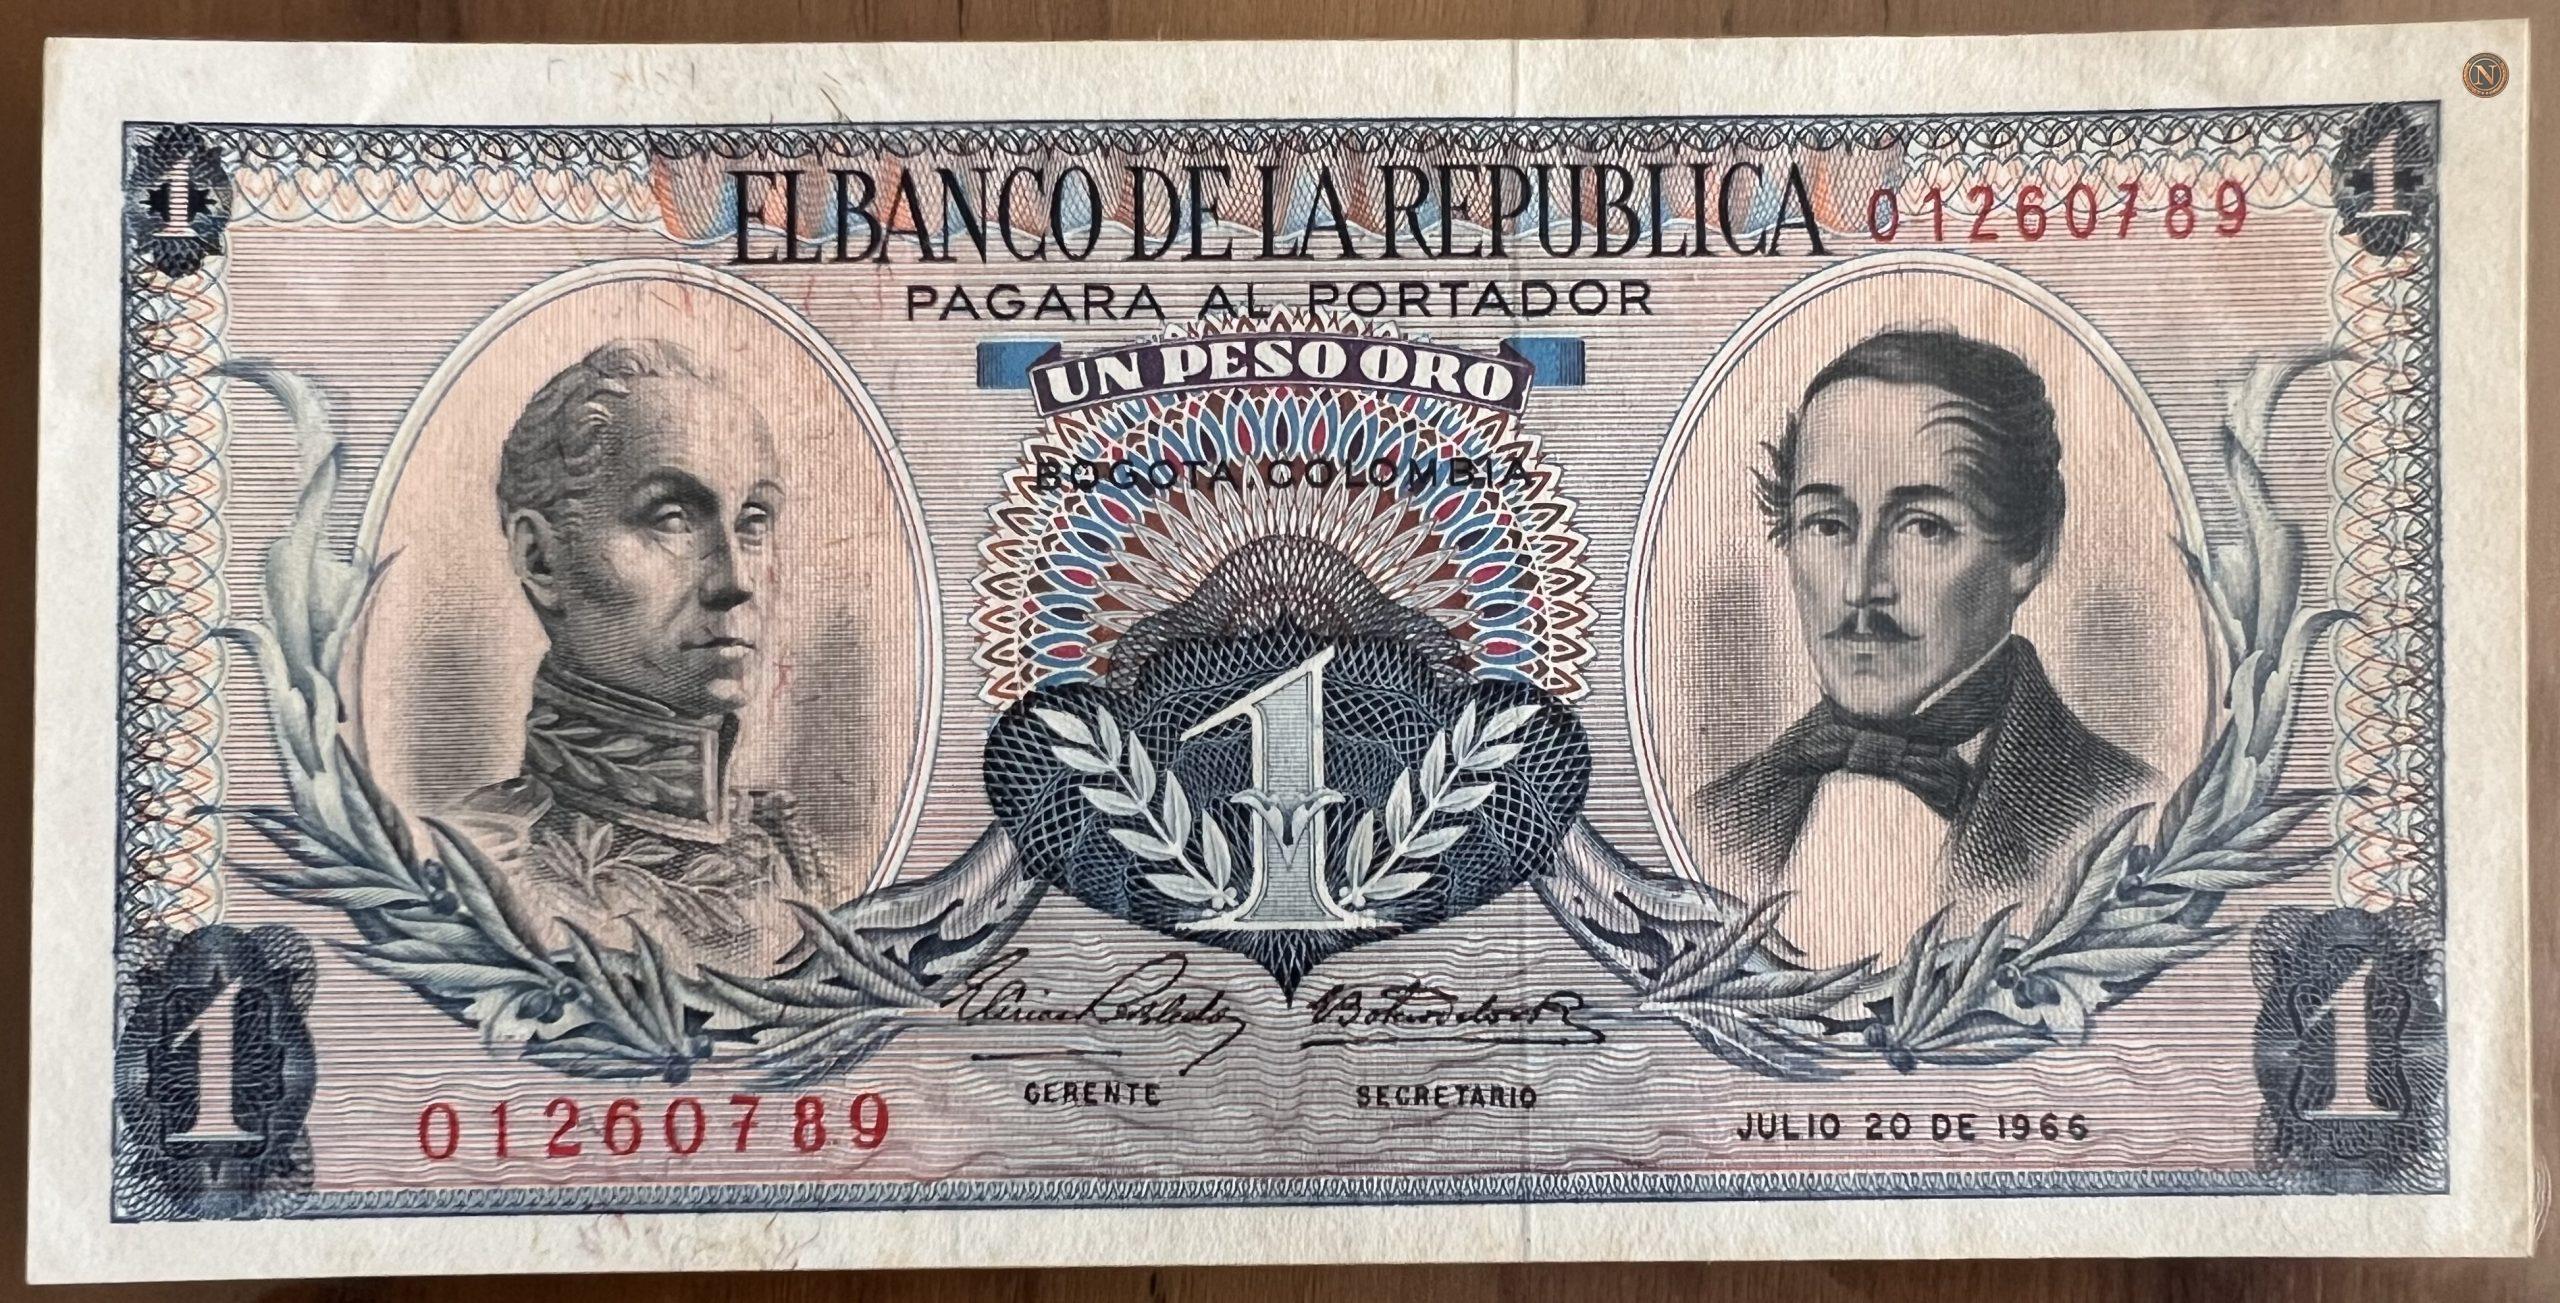 1 1
EL BANCO DE LA REPUBLICA 01260789
PAGARA AL PORTADOR
UN PESO ORO
BOGOTA.COLOMBIA
1
GERENTE SECRETARIO
01260789
JULIO 20 DE 1966
1 1
N